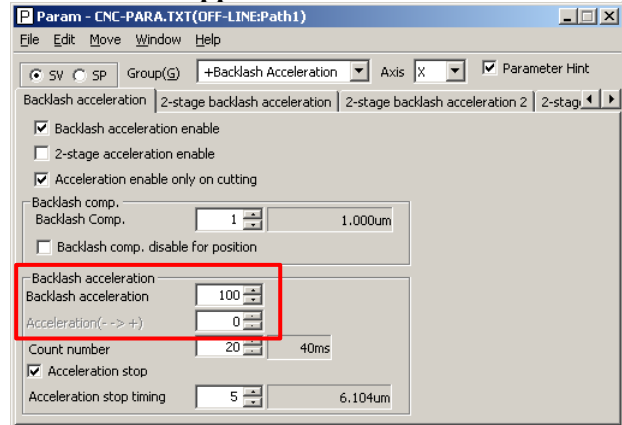 Param - CNC-PARA.TXT(OFF-LINE:Path1)
File Edit Move Window Help
SV SP Group(G) +Backlash Acceleration Axis X Parameter Hint
Backlash acceleration 2-stage backlash acceleration 2-stage backlash acceleration 2 2-stag
Backlash acceleration enable
2-stage acceleration enable
Acceleration enable only on cutting
Backlash comp.
Backlash Comp. 1 1.000um
Backlash comp. disable for position
Backlash acceleration
Backlash acceleration 100
Acceleration(--> +) 0
Count number 20 40ms
Acceleration stop
Acceleration stop timing 5 6.104um